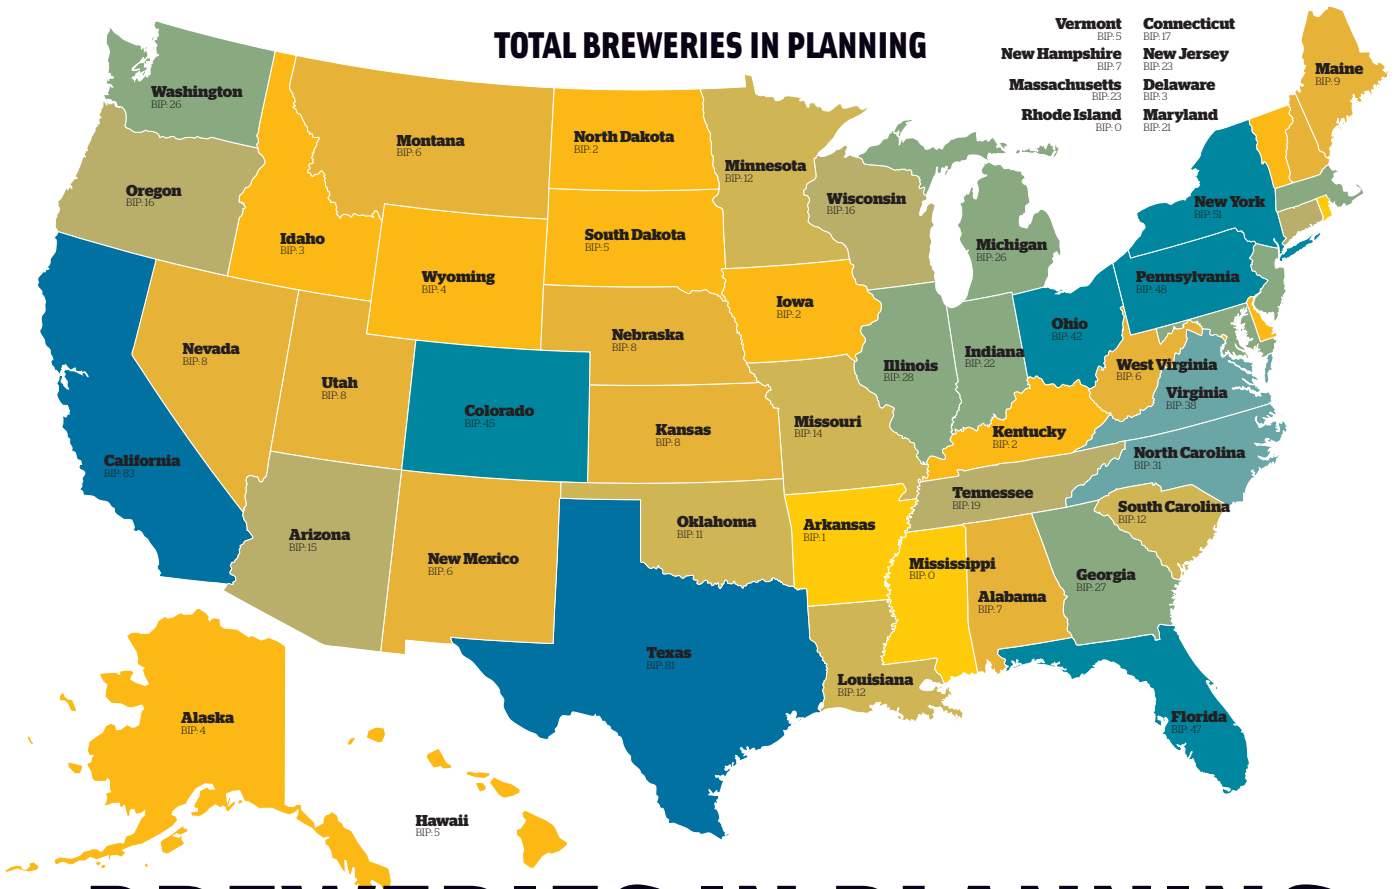 TOTAL BREWERIES IN PLANNING
Vermont
BIP: 5
Connecticut
BIP: 17
New Hampshire
BIP: 7
New Jersey
BIP: 23
Massachusetts
BIP: 23
Delaware
BIP: 3
Rhode Island
BIP: 0
Maryland
BIP: 21
Maine
BIP: 9
Washington
BIP: 26
Montana
BIP: 6
North Dakota
BIP: 2
Minnesota
BIP: 12
Oregon
BIP: 16
Wisconsin
BIP: 16
New York
BIP: 51
Idaho
BIP: 3
South Dakota
BIP: 5
Michigan
BIP: 26
Wyoming
BIP: 4
Pennsylvania
BIP: 48
Iowa
BIP: 2
Ohio
BIP: 42
Nevada
BIP: 8
Nebraska
BIP: 8
Illinois
BIP: 28
Indiana
BIP: 22
West Virginia
BIP: 6
Utah
BIP: 8
Virginia
BIP: 38
Colorado
BIP: 45
Kansas
BIP: 8
Missouri
BIP: 14
Kentucky
BIP: 2
California
BIP: 83
North Carolina
BIP: 31
Tennessee
BIP: 19
South Carolina
BIP: 12
Arizona
BIP: 15
Oklahoma
BIP: 11
Arkansas
BIP: 1
New Mexico
BIP: 6
Mississippi
BIP: 0
Georgia
BIP: 27
Alabama
BIP: 7
Texas
BIP: 81
Louisiana
BIP: 12
Alaska
BIP: 4
Florida
BIP: 47
Hawaii
BIP: 5
BREWERIES IN PLANNING